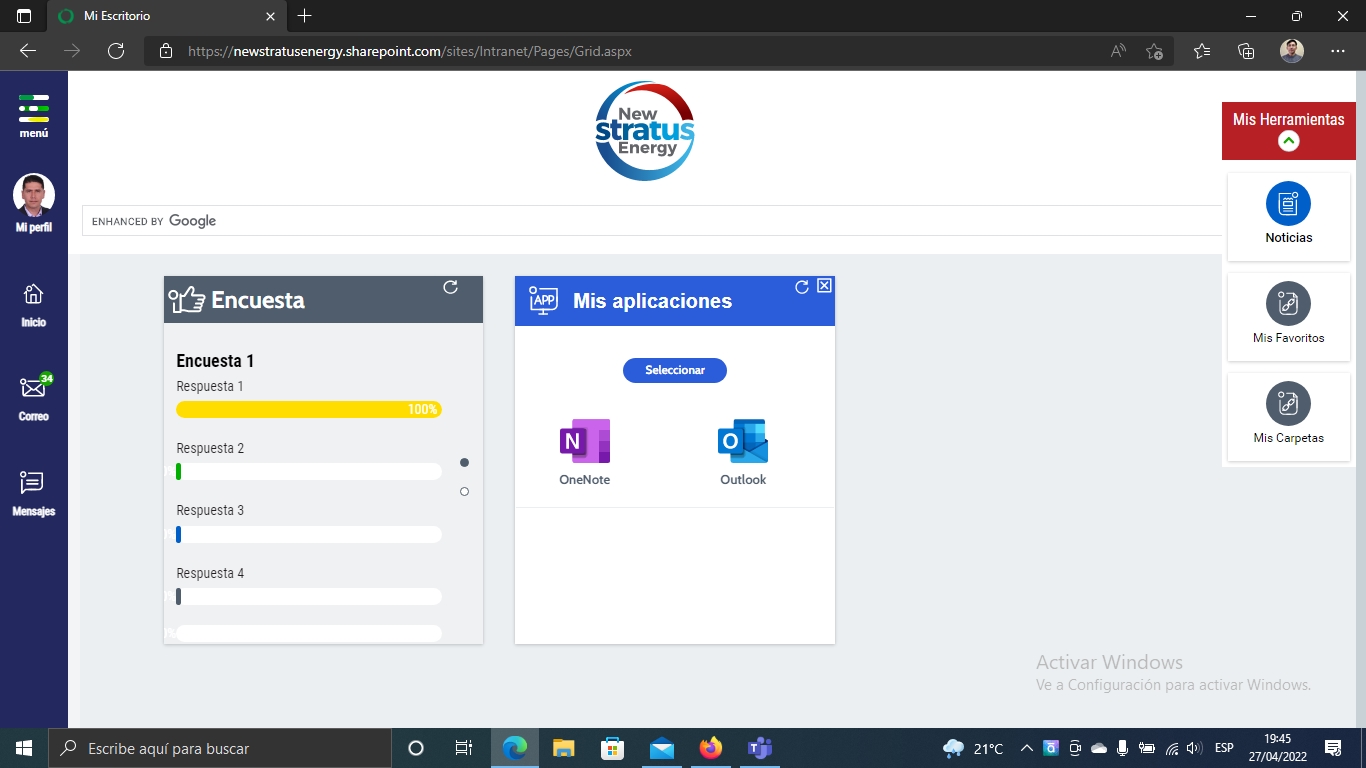 Mi Escritorio
https://newstratusenergy.sharepoint.com/sites/Intranet/Pages/Grid.aspx
menú
Mi perfil
Inicio
34
Correo
Mensajes
New
stratus
Energy
ENHANCED BY Google
Encuesta
Encuesta 1
Respuesta 1
100%
Respuesta 2
Respuesta 3
Respuesta 4
APP
Mis aplicaciones
Seleccionar
N
OneNote
O
Outlook
Mis Herramientas
Noticias
Mis Favoritos
Mis Carpetas
Activar Windows
Ve a Configuración para activar Windows.
Escribe aquí para buscar
21°C
ESP
19:45
27/04/2022